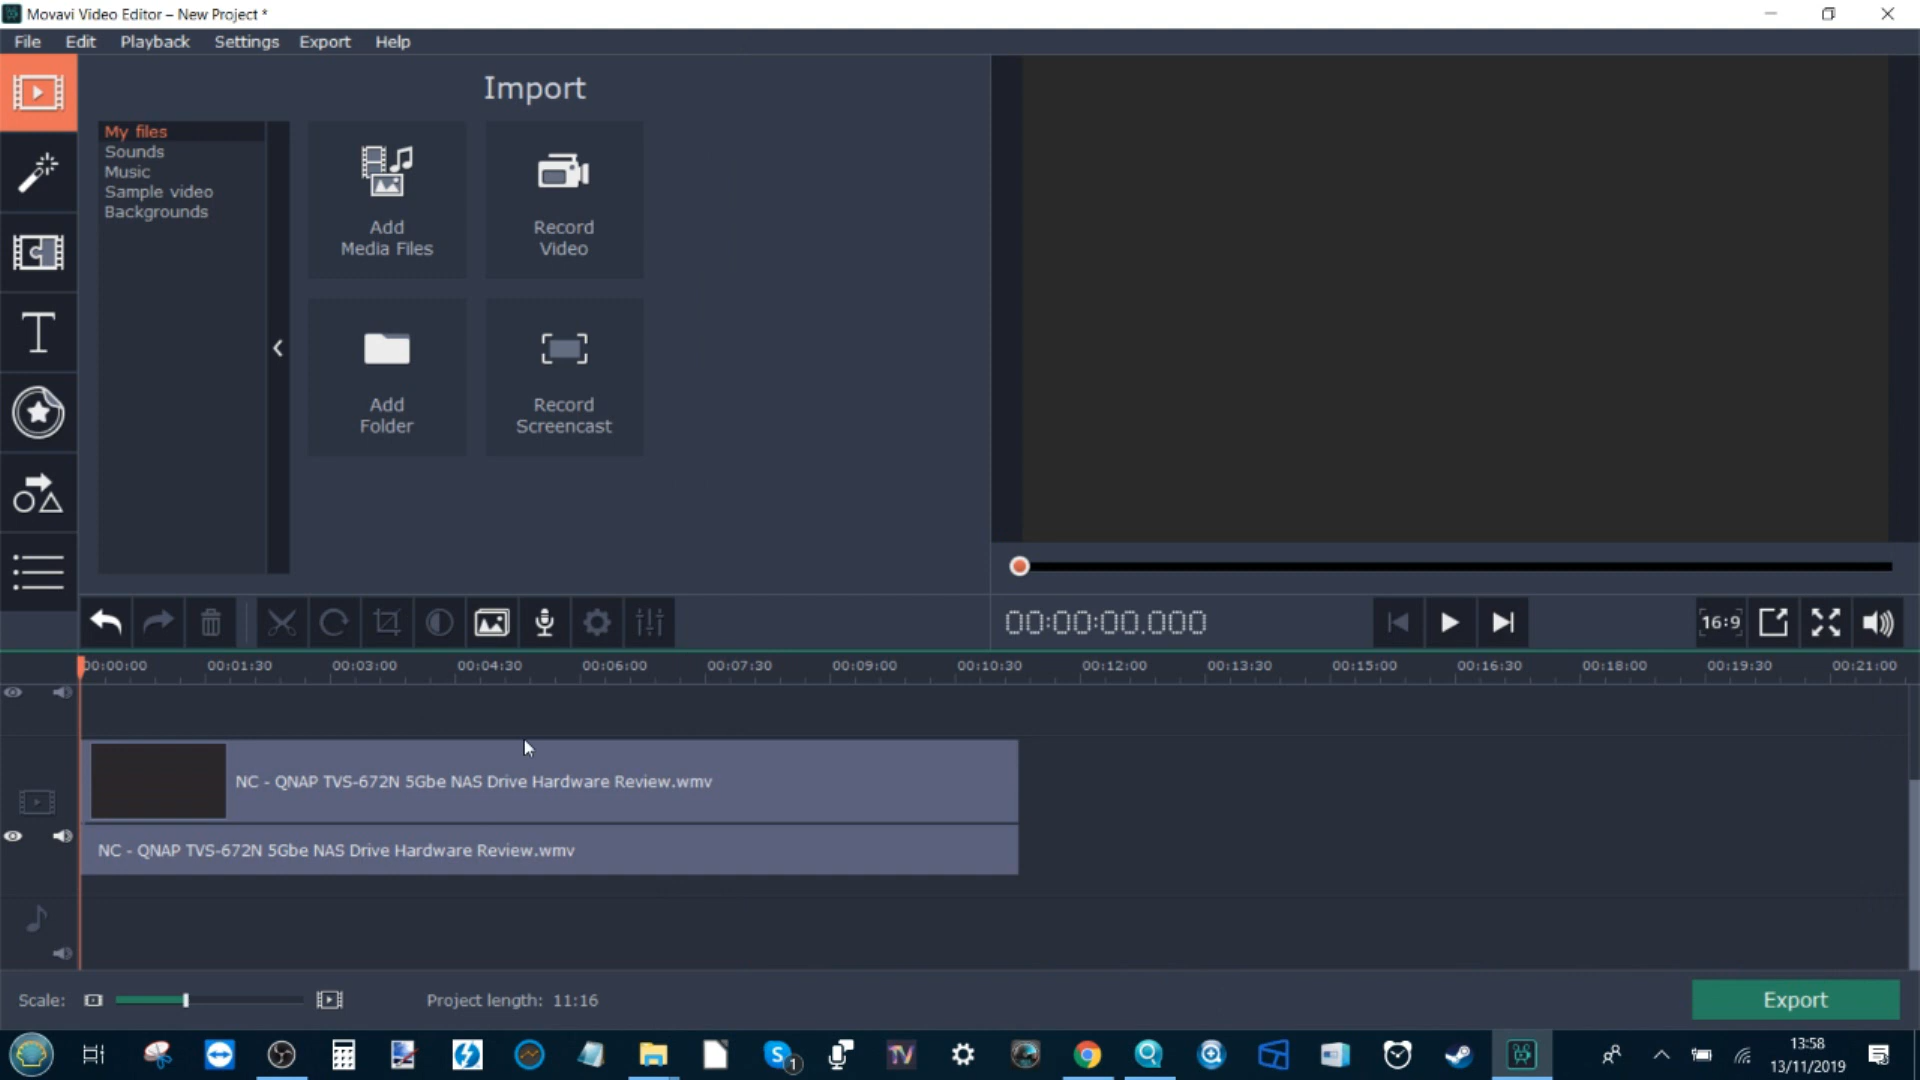 Movavi Video Editor – New Project *
File Edit Playback Settings Export Help
Import
My files
Sounds
Music
Sample video
Backgrounds
Add
Media Files
Record
Video
Add
Folder
Record
Screencast
00:00:00.000
16:9
00:00:00 00:01:30 00:03:00 00:04:30 00:06:00 00:07:30 00:09:00 00:10:30 00:12:00 00:13:30 00:15:00 00:16:30 00:18:00 00:19:30 00:21:00
NC - QNAP TVS-672N 5Gbe NAS Drive Hardware Review.wmv
NC - QNAP TVS-672N 5Gbe NAS Drive Hardware Review.wmv
Scale:
Project length: 11:16
Export
S 1
TV
13:58
13/11/2019